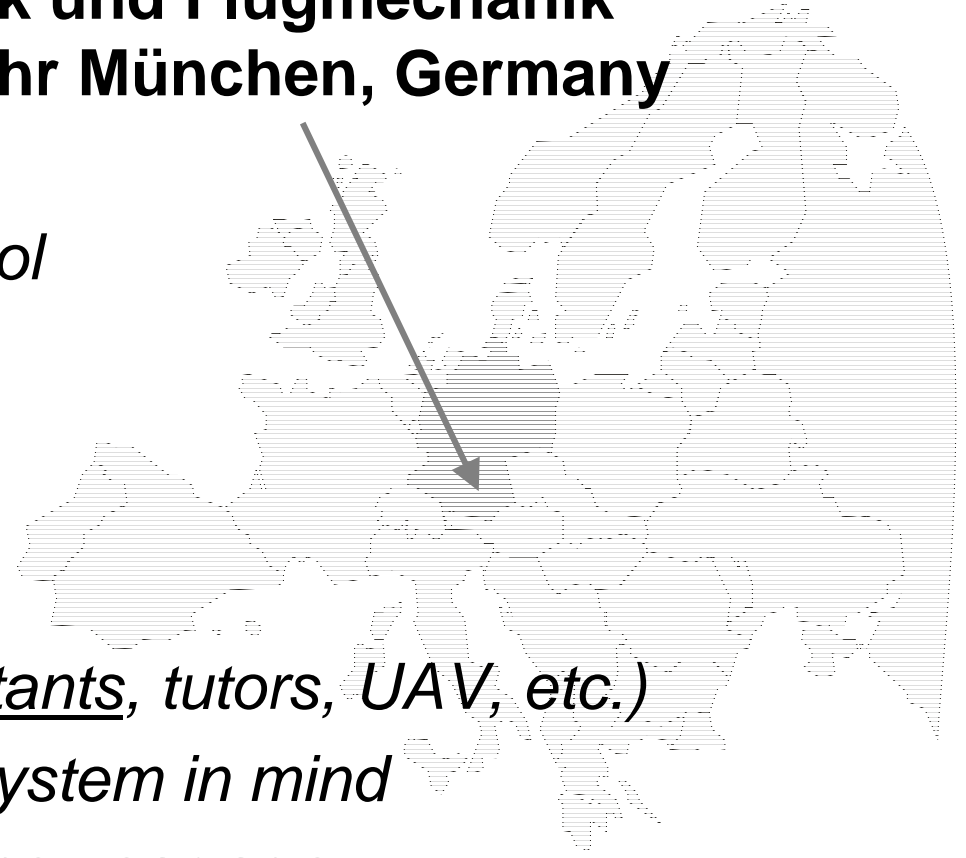 k und Flugmechanik
hr München, Germany
ol
tants, tutors, UAV, etc.)
ystem in mind